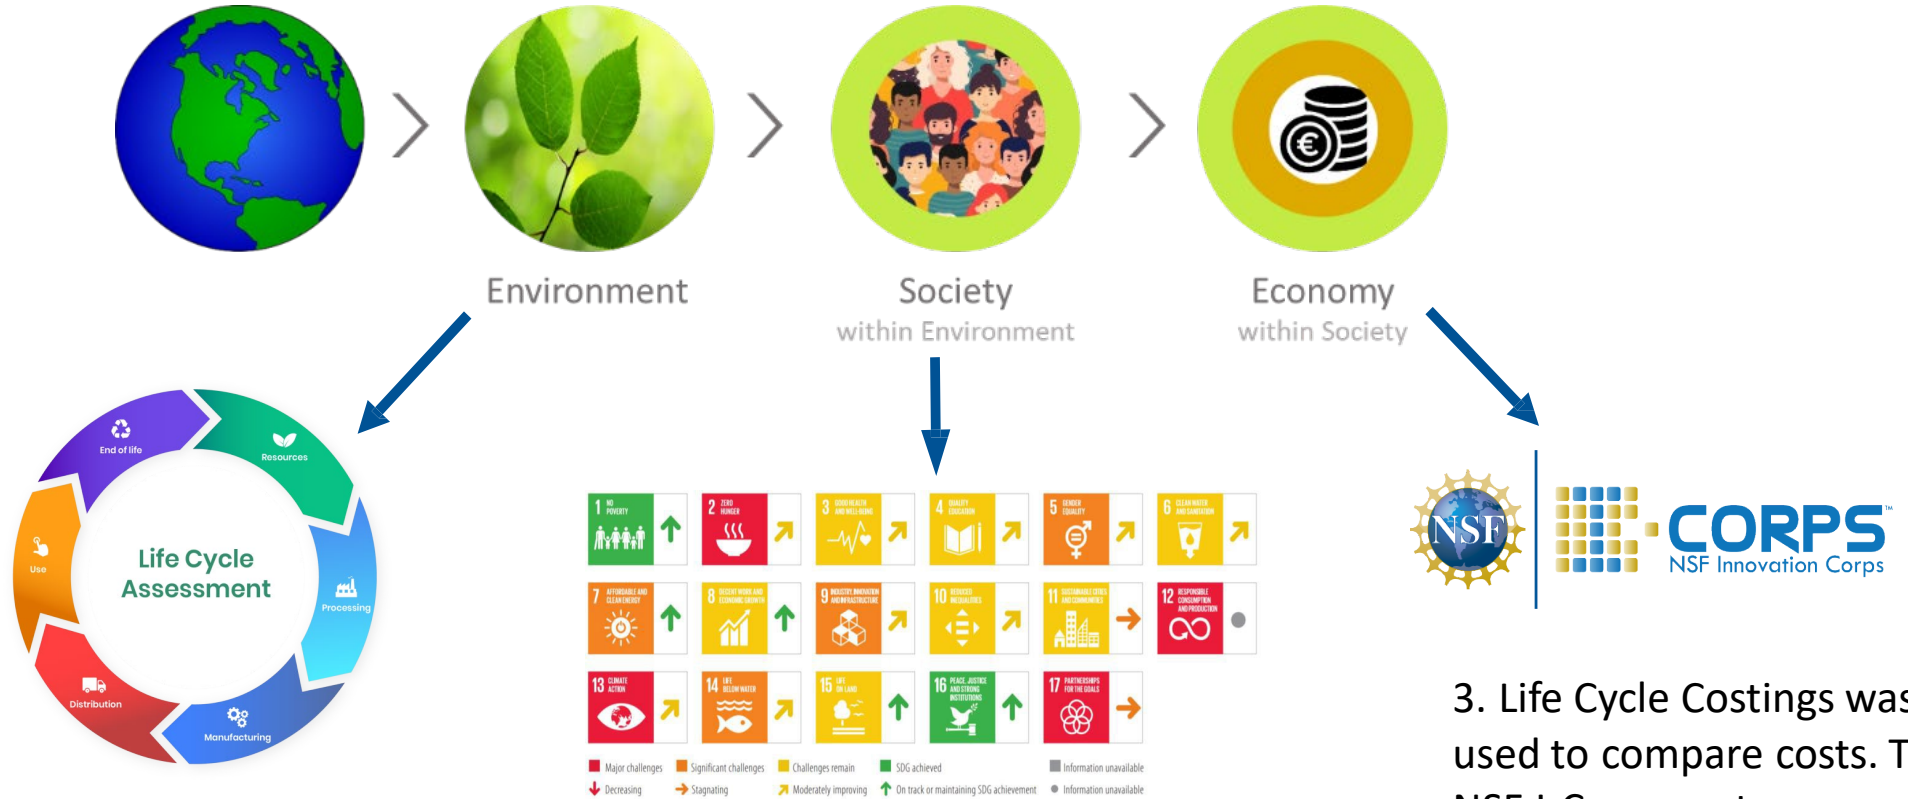 Environment
Society
within Environment
Economy
within Society
End of life
Resources
Use
Life Cycle
Assessment
Processing
Distribution
Manufacturing
1 NO
POVERTY
2 ZERO
HUNGER
3 GOOD HEALTH
AND WELL-BEING
4 QUALITY
EDUCATION
5 GENDER
EQUALITY
6 CLEAN WATER
AND SANITATION
7 AFFORDABLE AND
CLEAN ENERGY
8 DECENT WORK AND
ECONOMIC GROWTH
9 INDUSTRY, INNOVATION
AND INFRASTRUCTURE
10 REDUCED
INEQUALITIES
11 SUSTAINABLE CITIES
AND COMMUNITIES
12 RESPONSIBLE
CONSUMPTION
AND PRODUCTION
13 CLIMATE
ACTION
14 LIFE
BELOW WATER
15 LIFE
ON LAND
16 PEACE, JUSTICE
AND STRONG
INSTITUTIONS
17 PARTNERSHIPS
FOR THE GOALS
Major challenges Significant challenges Challenges remain SDG achieved Information unavailable
Decreasing Stagnating Moderately improving On track or maintaining SDG achievement Information unavailable
NSF
I-CORPS™
NSF Innovation Corps
3. Life Cycle Costings was
used to compare costs. T